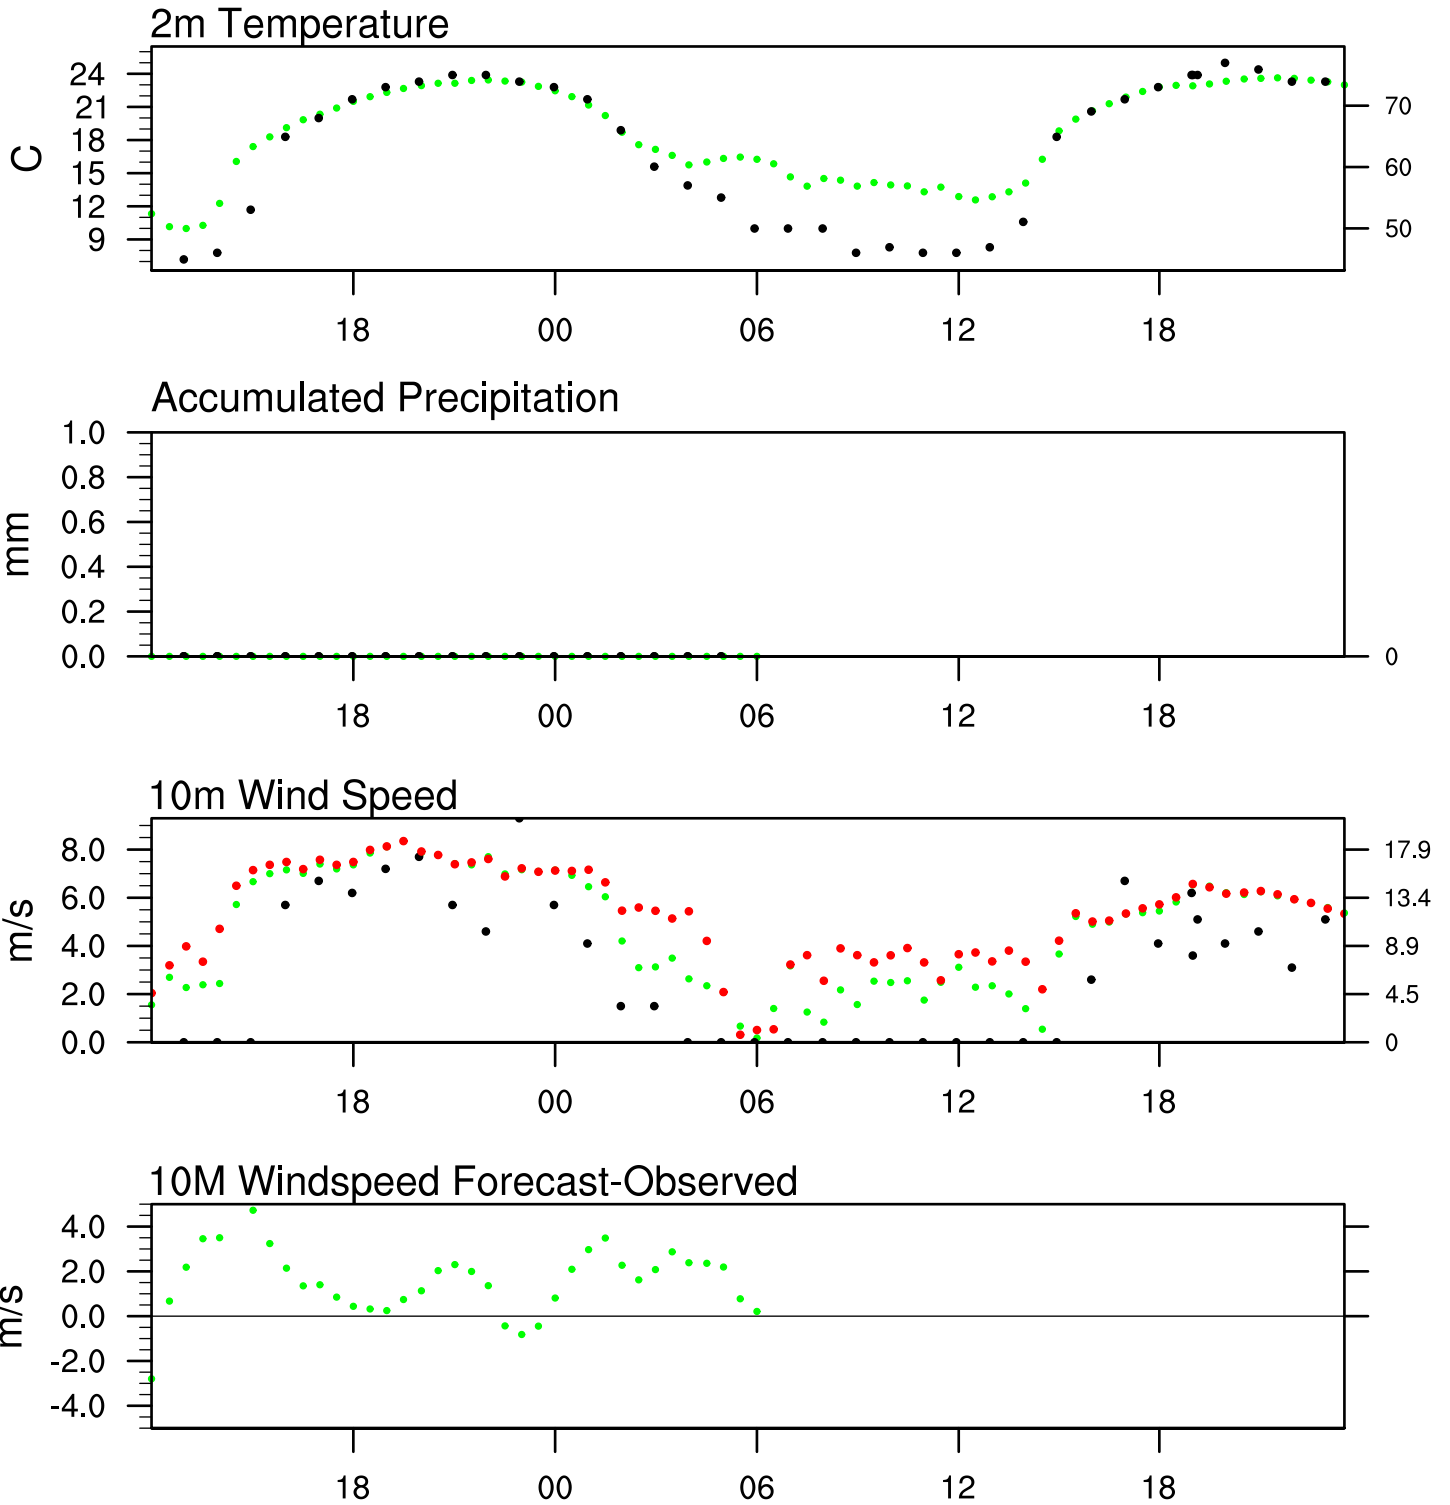 2m Temperature
24
21
18
15
12
9
C
70
60
50
18 00 06 12 18
Accumulated Precipitation
1.0
0.8
0.6
0.4
0.2
0.0
mm
0
18 00 06 12 18
10m Wind Speed
8.0
6.0
4.0
2.0
0.0
m/s
17.9
13.4
8.9
4.5
0
18 00 06 12 18
10M Windspeed Forecast-Observed
4.0
2.0
0.0
-2.0
-4.0
m/s
18 00 06 12 18